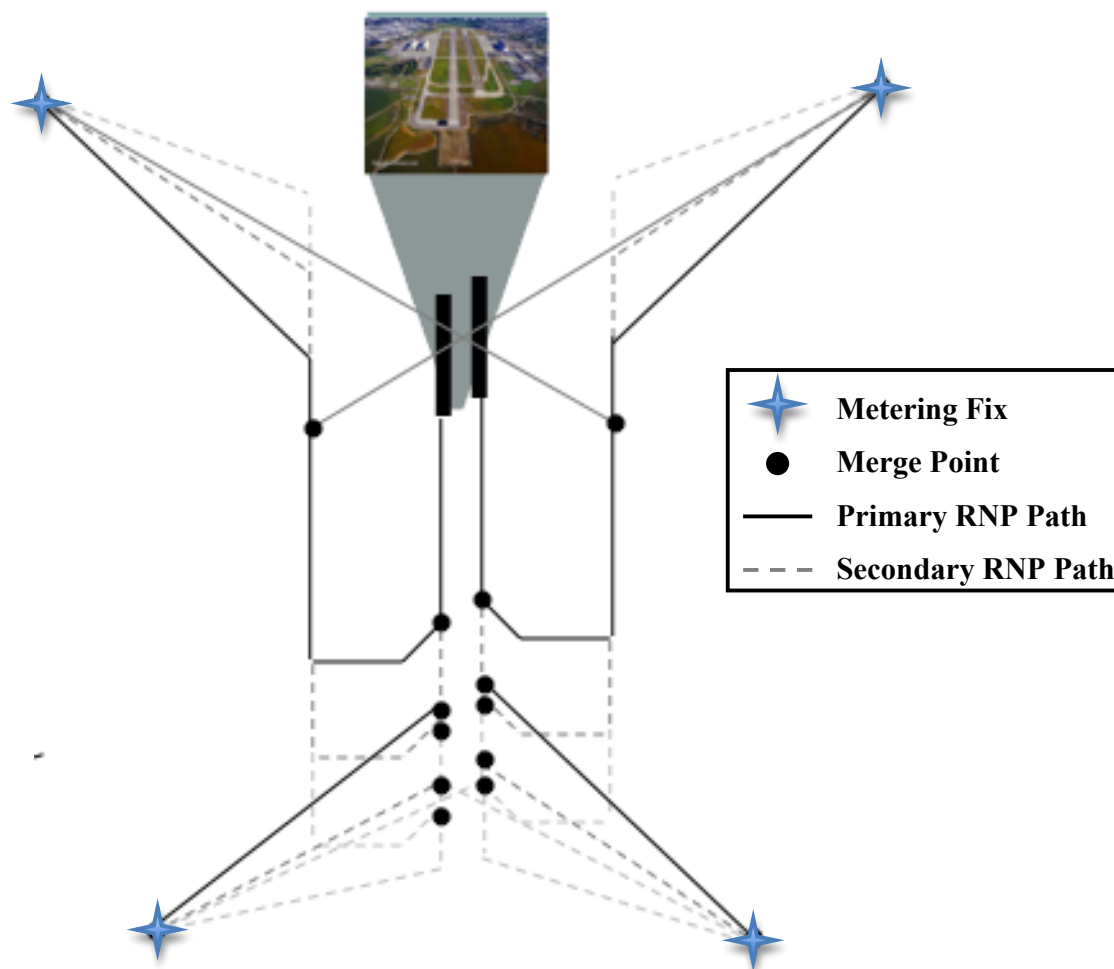 Metering Fix
Merge Point
Primary RNP Path
Secondary RNP Path